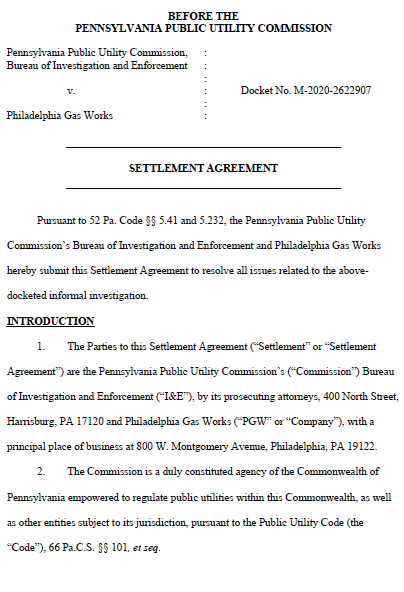 BEFORE THE
PENNSYLVANIA PUBLIC UTILITY COMMISSION
Pennsylvania Public Utility Commission, :
Bureau of Investigation and Enforcement :
:
v. : Docket No. M-2020-2622907
:
Philadelphia Gas Works :
SETTLEMENT AGREEMENT
Pursuant to 52 Pa. Code §§ 5.41 and 5.232, the Pennsylvania Public Utility
Commission’s Bureau of Investigation and Enforcement and Philadelphia Gas Works
hereby submit this Settlement Agreement to resolve all issues related to the above-
docketed informal investigation.
INTRODUCTION
1. The Parties to this Settlement Agreement (“Settlement” or “Settlement
Agreement”) are the Pennsylvania Public Utility Commission’s (“Commission”) Bureau
of Investigation and Enforcement (“I&E”), by its prosecuting attorneys, 400 North Street,
Harrisburg, PA 17120 and Philadelphia Gas Works (“PGW” or “Company”), with a
principal place of business at 800 W. Montgomery Avenue, Philadelphia, PA 19122.
2. The Commission is a duly constituted agency of the Commonwealth of
Pennsylvania empowered to regulate public utilities within this Commonwealth, as well
as other entities subject to its jurisdiction, pursuant to the Public Utility Code (the
“Code”), 66 Pa.C.S. §§ 101, et seq.